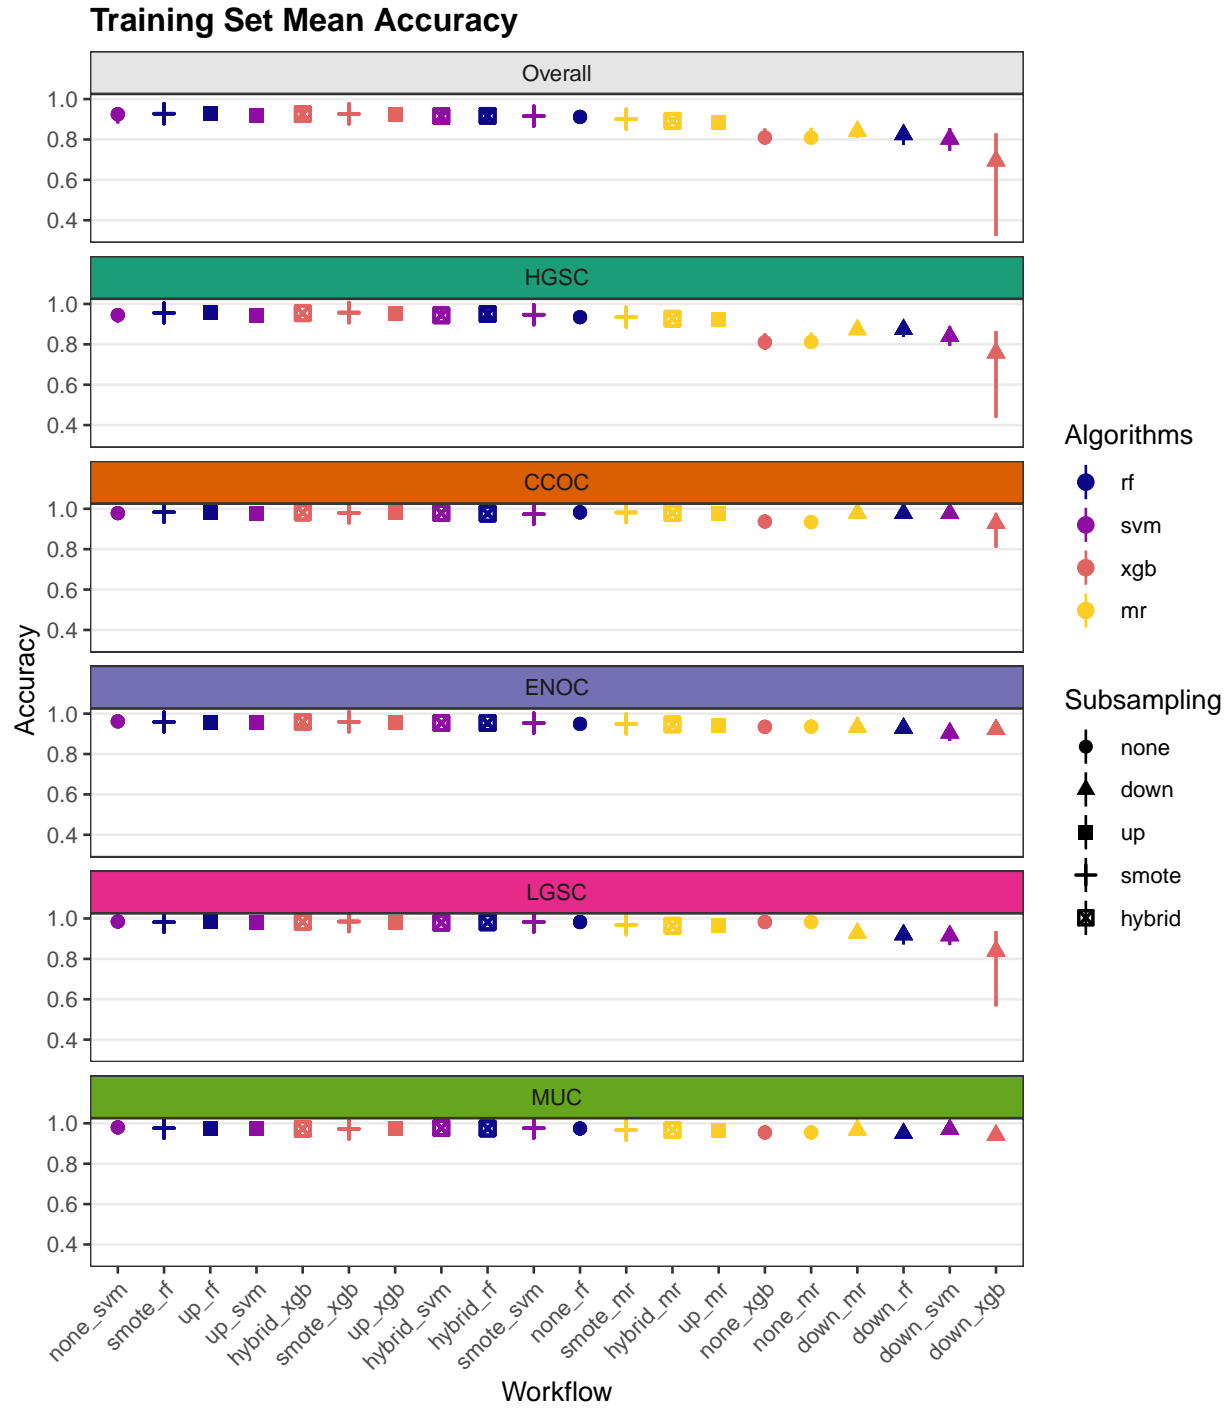 Training Set Mean Accuracy
Overall
1.0
0.8
0.6
0.4
HGSC
1.0
0.8
0.6
0.4
CCOC
1.0
0.8
0.6
0.4
ENOC
1.0
0.8
0.6
0.4
LGSC
1.0
0.8
0.6
0.4
MUC
1.0
0.8
0.6
0.4
Accuracy
none_svm
smote_rf
up_rf
up_svm
hybrid_xgb
smote_xgb
up_xgb
hybrid_svm
hybrid_rf
smote_svm
none_rf
smote_mr
hybrid_mr
up_mr
none_xgb
none_mr
down_mr
down_rf
down_svm
down_xgb
Workflow
Algorithms
rf
svm
xgb
mr
Subsampling
none
down
up
smote
hybrid